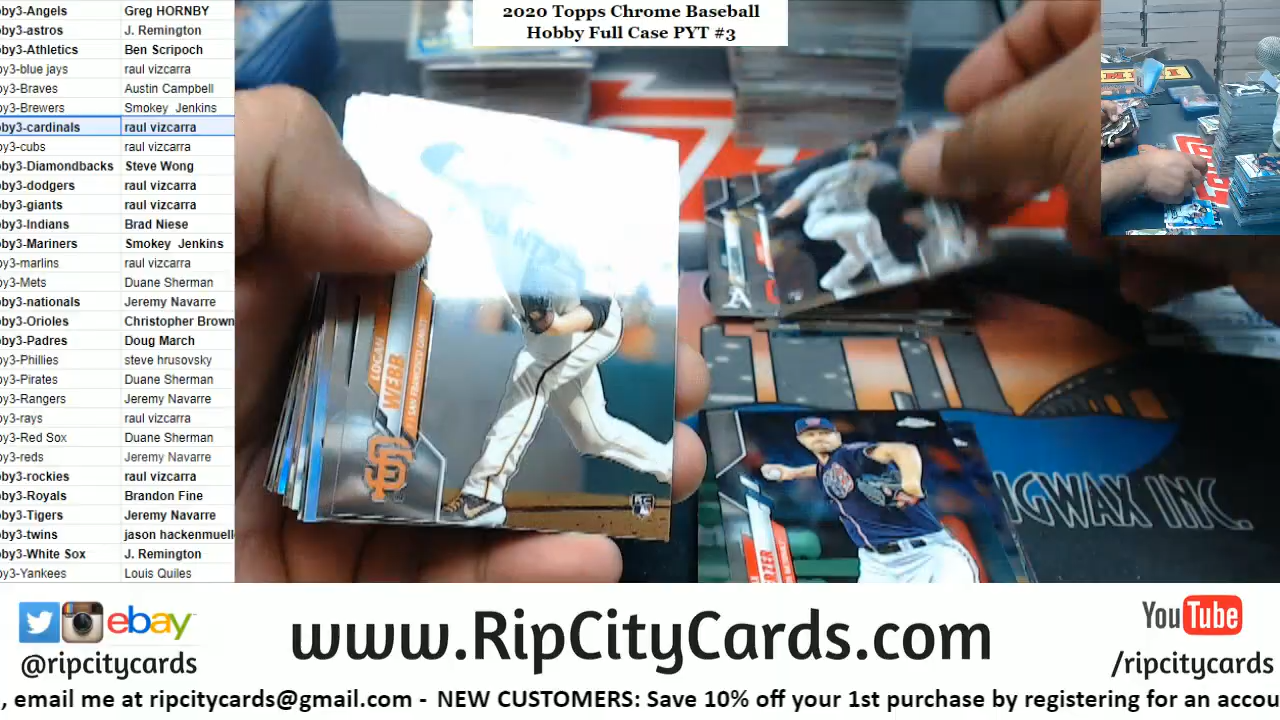 2020 Topps Chrome Baseball
Hobby Full Case PYT #3
by3-Angels Greg HORNBY
by3-astros J. Remington
by3-Athletics Ben Scripoch
by3-blue jays raul vizcarra
by3-Braves Austin Campbell
by3-Brewers Smokey Jenkins
by3-cardinals raul vizcarra
by3-cubs raul vizcarra
by3-Diamondbacks Steve Wong
by3-dodgers raul vizcarra
by3-giants raul vizcarra
by3-Indians Brad Niese
by3-Mariners Smokey Jenkins
by3-marlins raul vizcarra
by3-Mets Duane Sherman
by3-nationals Jeremy Navarre
by3-Orioles Christopher Brown
by3-Padres Doug March
by3-Phillies steve hrusovsky
by3-Pirates Duane Sherman
by3-Rangers Jeremy Navarre
by3-rays raul vizcarra
by3-Red Sox Duane Sherman
by3-reds Jeremy Navarre
by3-rockies raul vizcarra
by3-Royals Brandon Fine
by3-Tigers Jeremy Navarre
by3-twins jason hackenmuell
by3-White Sox J. Remington
by3-Yankees Louis Quiles
LOGAN
WEBB
SAN FRANCISCO GIANTS
SF
RZER
NGWAX INC.
ebay
@ripcitycards
www.RipCityCards.com
YouTube
/ripcitycards
, email me at ripcitycards@gmail.com - NEW CUSTOMERS: Save 10% off your 1st purchase by registering for an accou